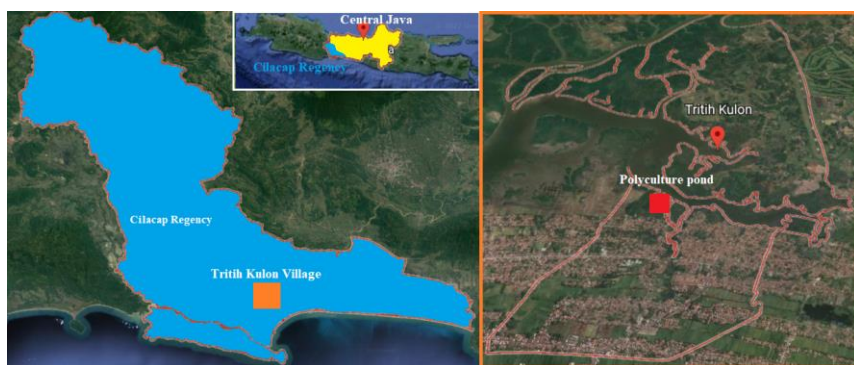 Central Java
Cilacap Regency
Cilacap Regency
Tritih Kulon Village
Tritih Kulon
Polyculture pond